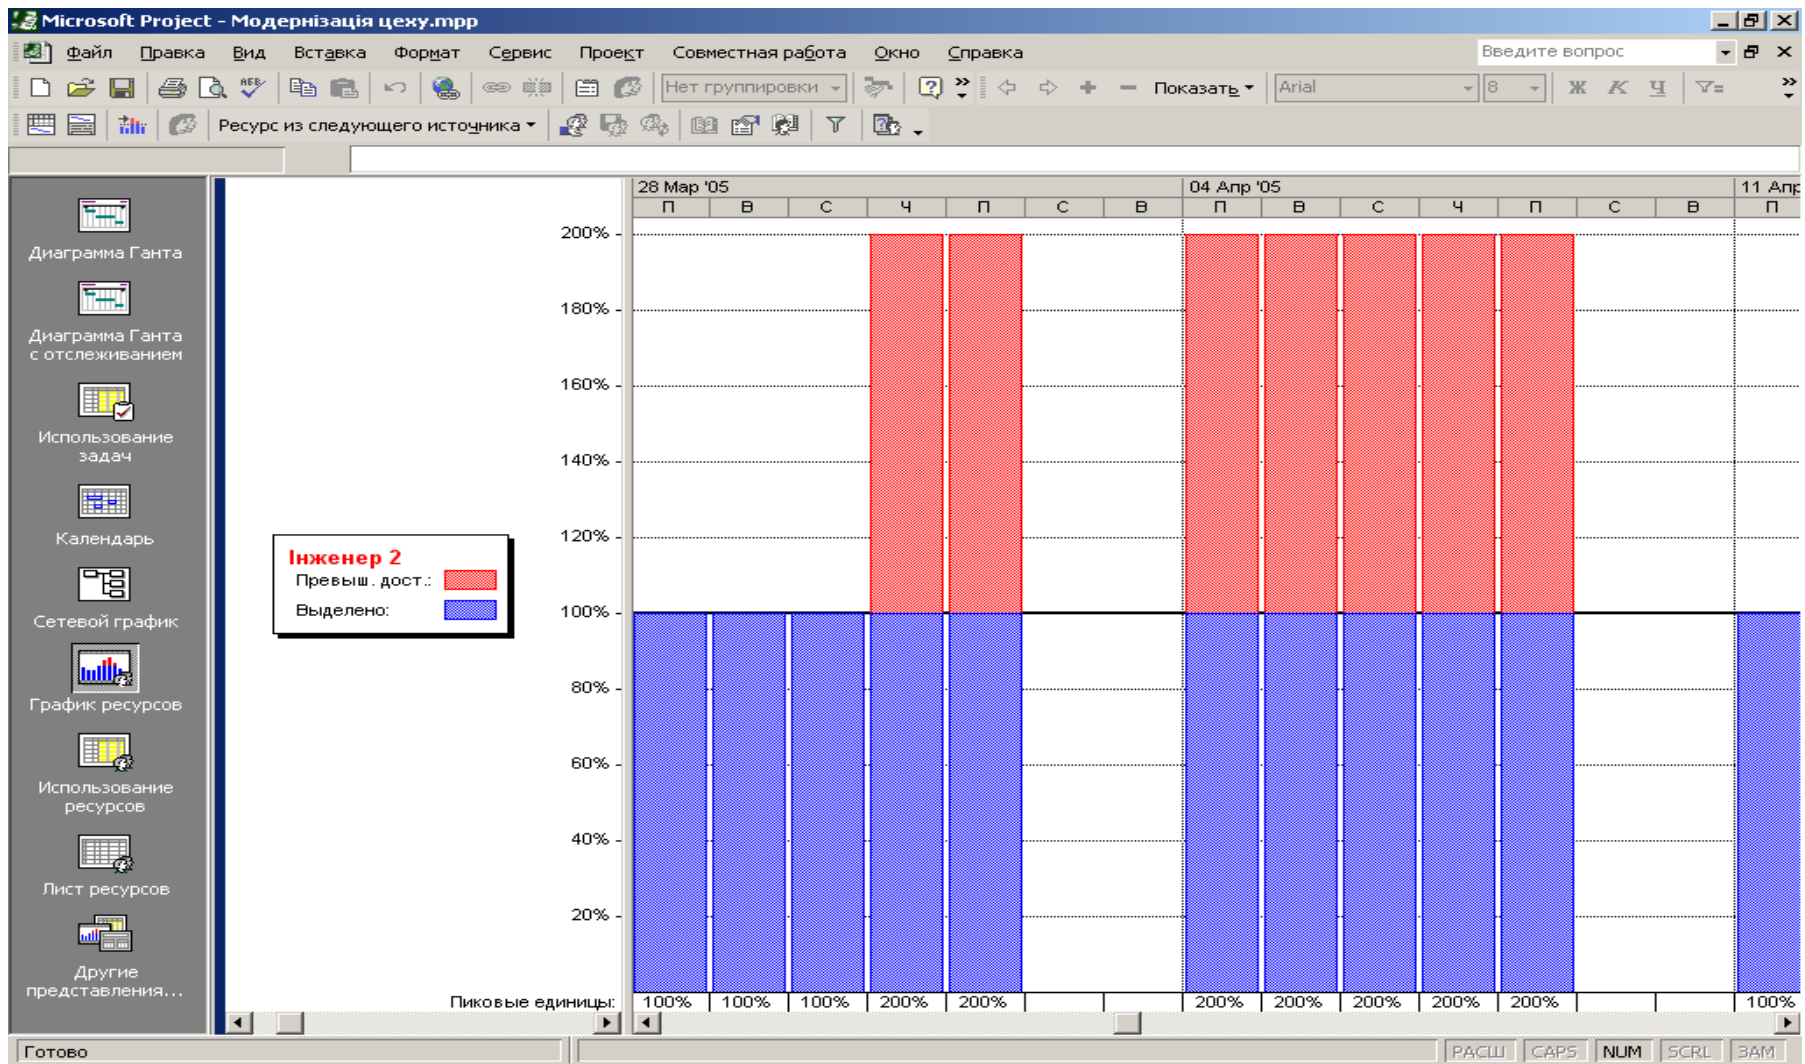 Microsoft Project - Модернізація цеху.mpp
Файл Правка Вид Вставка Формат Сервис Проект Совместная работа Окно Справка Введите вопрос
Нет группировки Показать Arial 8 Ж К Ч
Ресурс из следующего источника
28 Мар '05 04 Апр '05 11 Апр
П В С Ч П С В П В С Ч П С В П
Диаграмма Ганта
Диаграмма Ганта
с отслеживанием
Использование
задач
Календарь
Сетевой график
График ресурсов
Использование
ресурсов
Лист ресурсов
Другие
представления...
200%
180%
160%
140%
120%
100%
80%
60%
40%
20%
Інженер 2
Превыш. дост.:
Выделено:
Пиковые единицы: 100% 100% 100% 200% 200% 200% 200% 200% 200% 200% 100%
Готово РАСШ CAPS NUM SCRL ЗАМ